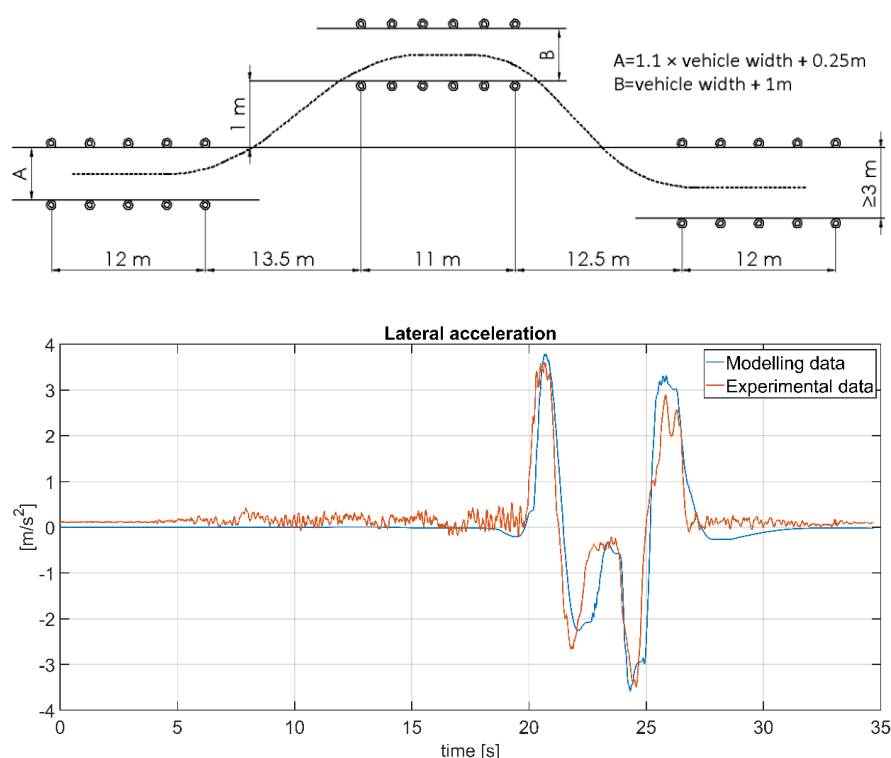 B
A=1.1 × vehicle width + 0.25m
B=vehicle width + 1m
1 m
A
≥3 m
12 m
13.5 m
11 m
12.5 m
12 m
Lateral acceleration
Modelling data
Experimental data
4
3
2
1
0
-1
-2
-3
-4
[m/s²]
0
5
10
15
20
25
30
35
time [s]